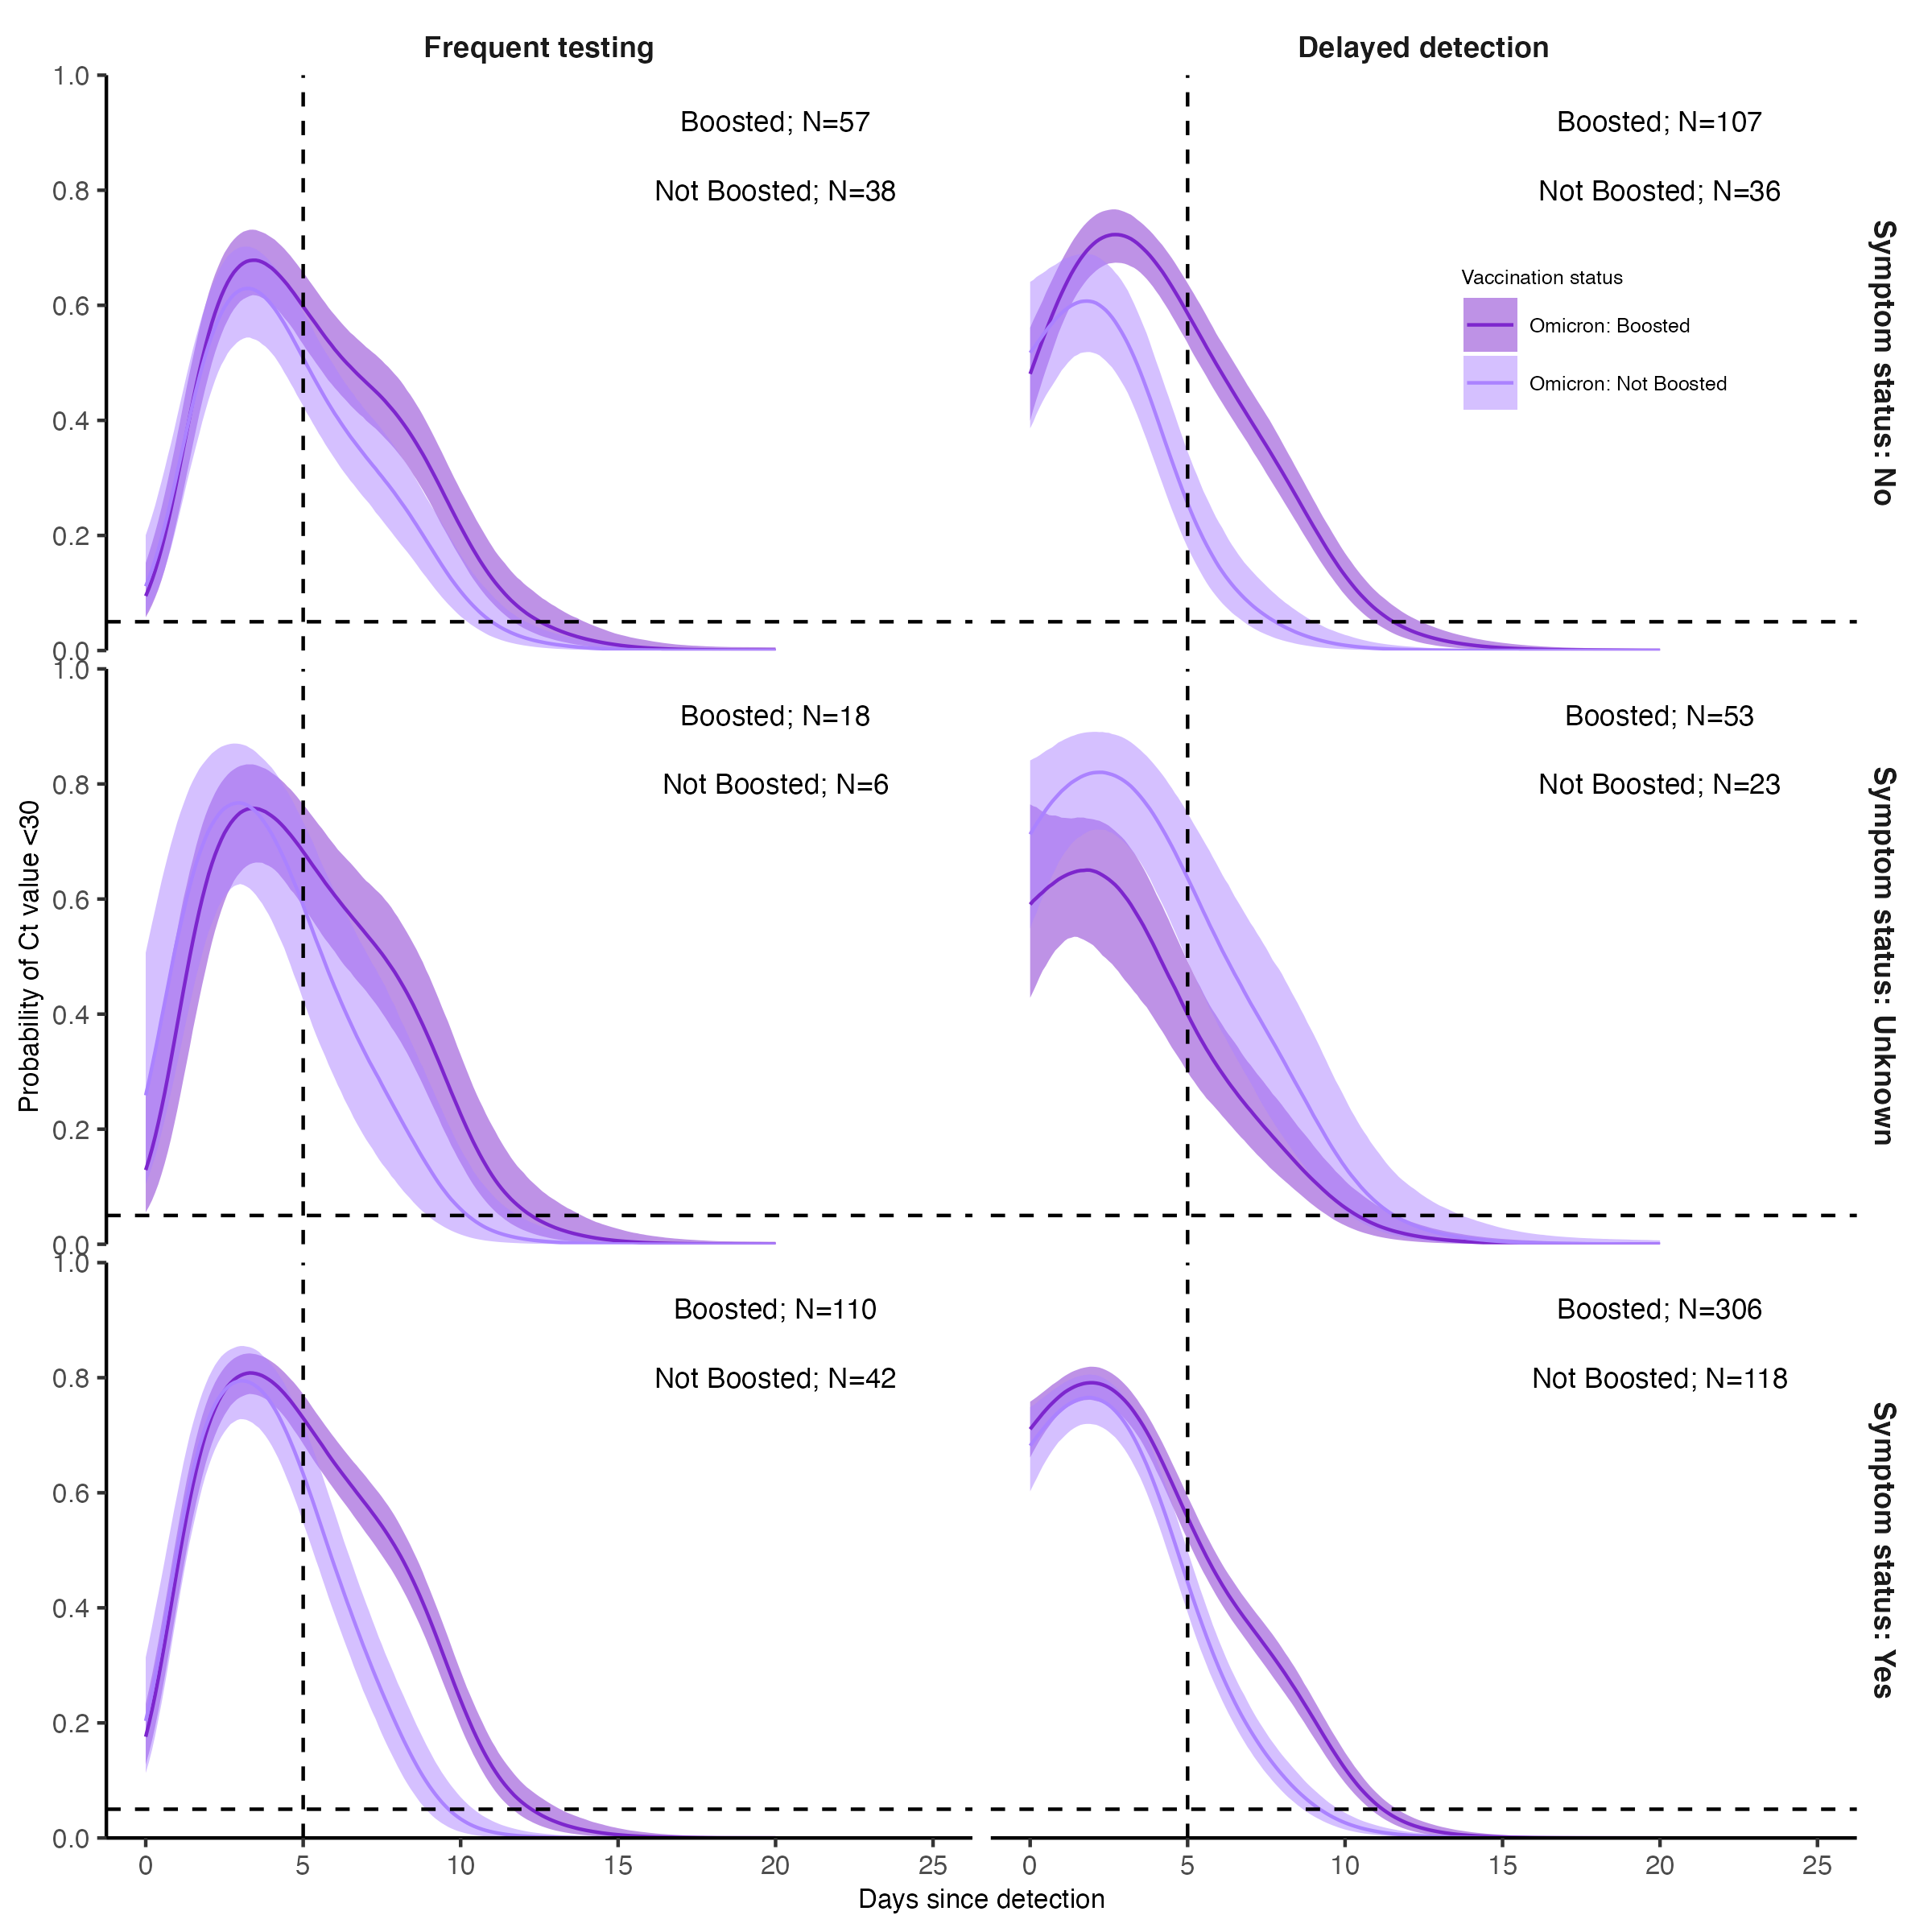 Frequent testing
Delayed detection
1.0
0.8
0.6
0.4
0.2
0.0
Boosted; N=57
Not Boosted; N=38
Boosted; N=107
Not Boosted; N=36
Vaccination status
Omicron: Boosted
Omicron: Not Boosted
Symptom status: No
1.0
0.8
0.6
0.4
0.2
0.0
Boosted; N=18
Not Boosted; N=6
Boosted; N=53
Not Boosted; N=23
Symptom status: Unknown
Probability of Ct value <30
1.0
0.8
0.6
0.4
0.2
0.0
Boosted; N=110
Not Boosted; N=42
Boosted; N=306
Not Boosted; N=118
Symptom status: Yes
0 5 10 15 20 25
0 5 10 15 20 25
Days since detection